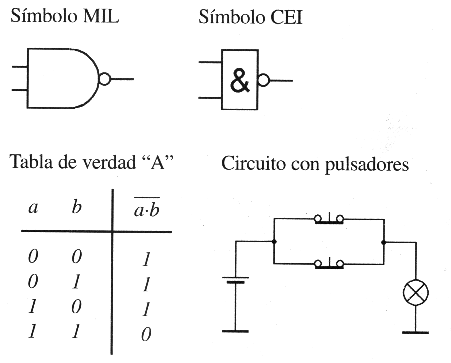 Símbolo MIL
Símbolo CEI
&
Tabla de verdad “A”
Circuito con pulsadores
a b a·b
0 0 1
0 1 1
1 0 1
1 1 0